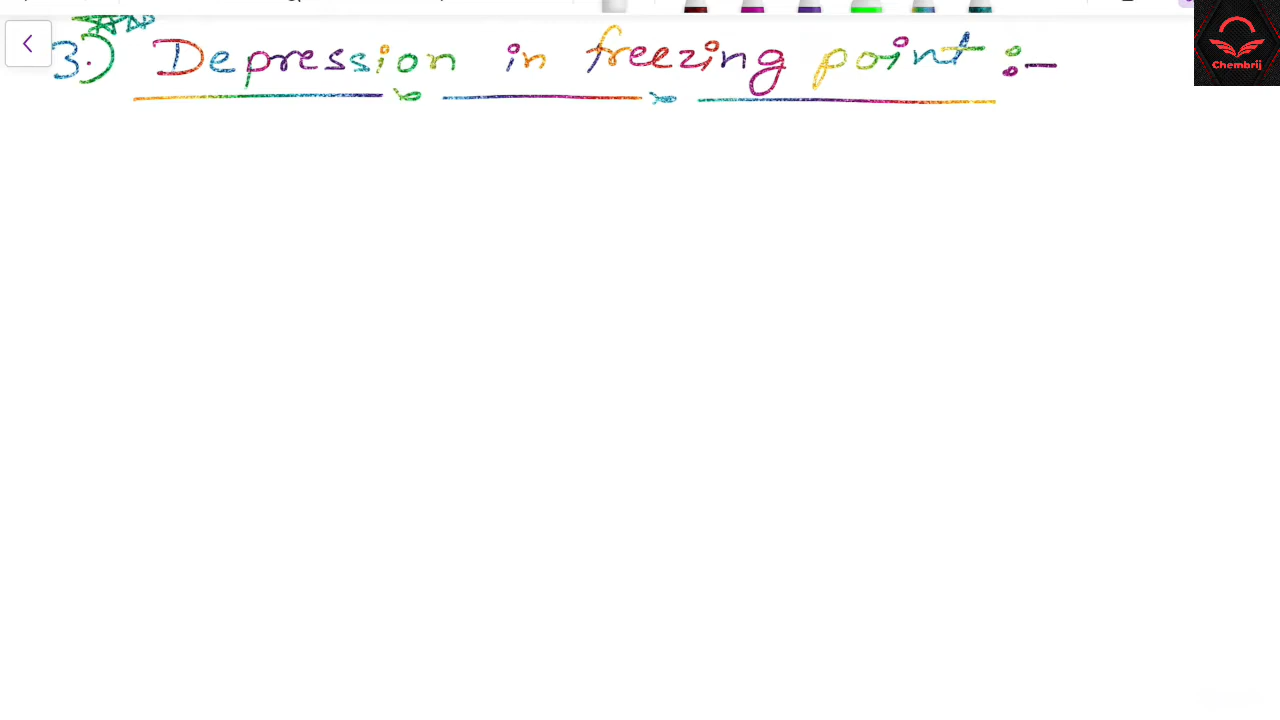 3.) Depression in freezing point :-
Chembrij